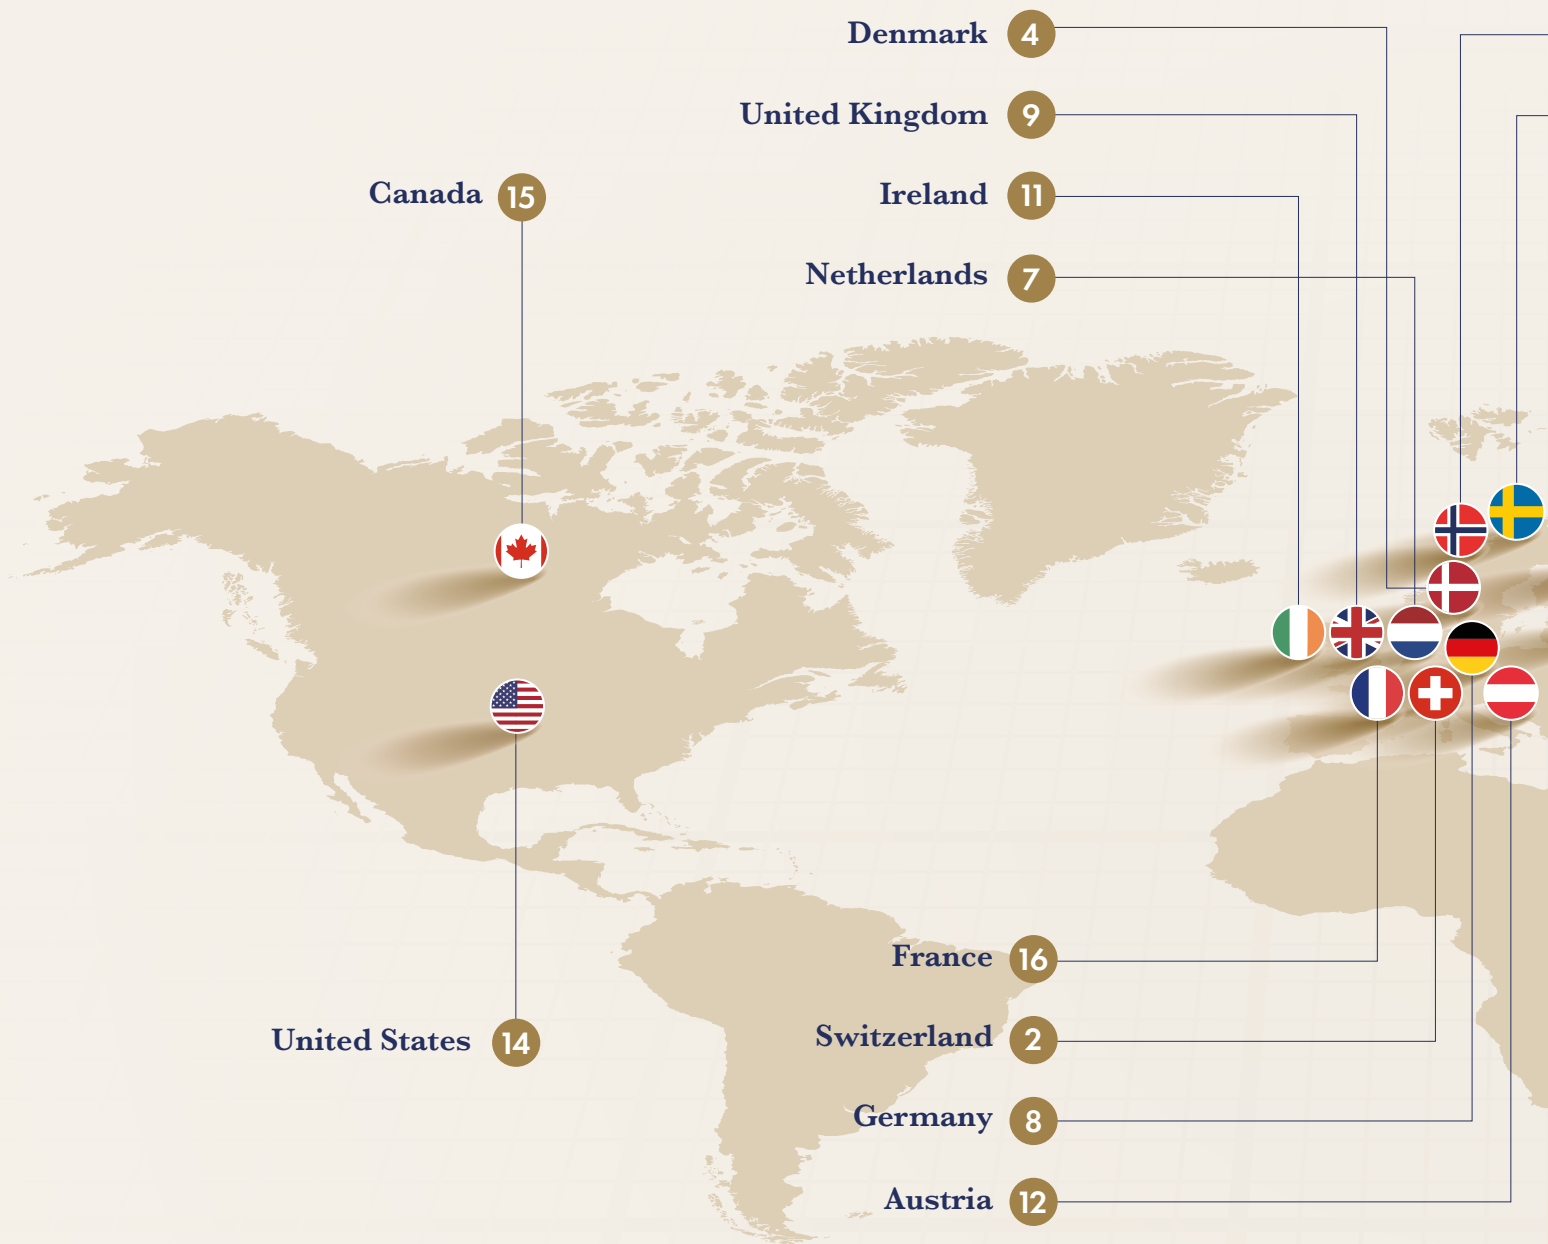 Denmark 4
United Kingdom 9
Canada 15
Ireland 11
Netherlands 7
France 16
Switzerland 2
United States 14
Germany 8
Austria 12